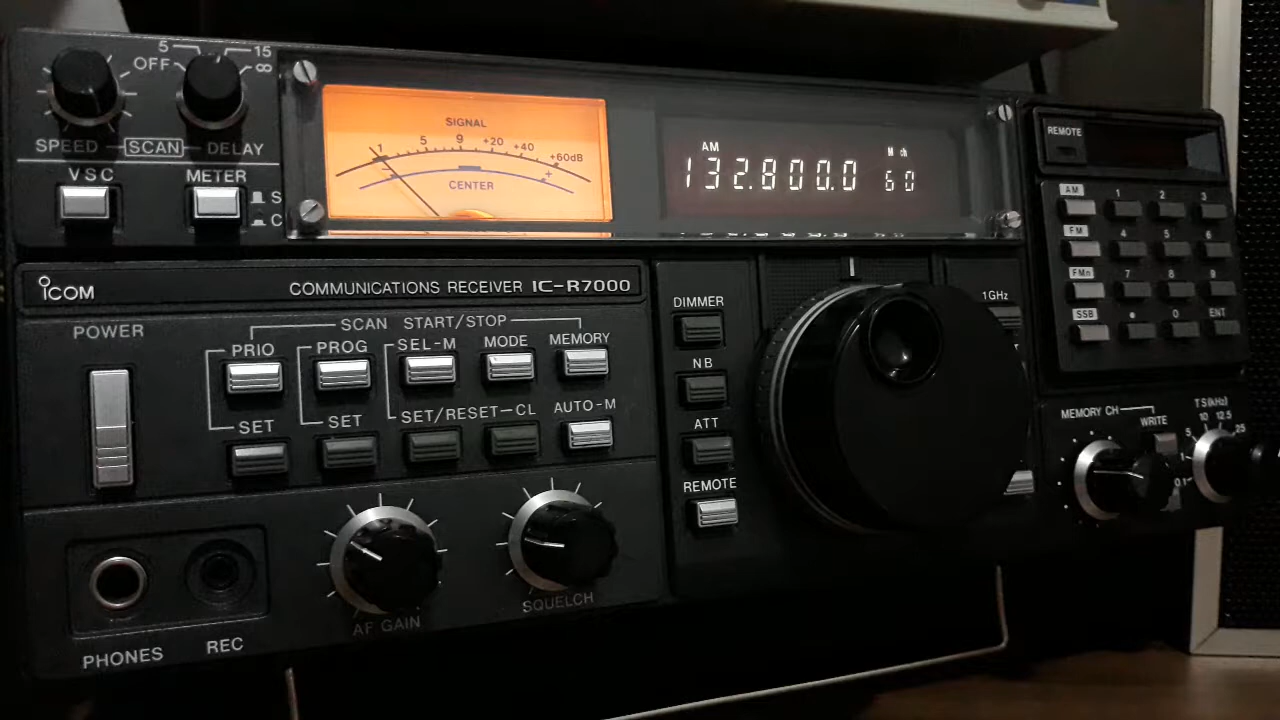 5 15
OFF ∞
SPEED SCAN DELAY
VSC METER
S
C
SIGNAL
1 5 9 +20 +40 +60dB
CENTER
- +
AM M ch
132.800.0 60
REMOTE
AM 1 2 3
FM 4 5 6
FMn 7 8 9
SSB • 0 ENT
ICOM COMMUNICATIONS RECEIVER IC-R7000
POWER
SCAN START/STOP
PRIO PROG SEL-M MODE MEMORY
SET SET SET/RESET-CL AUTO-M
DIMMER
NB
ATT
REMOTE
1GHz
MEMORY CH WRITE
TS(kHz)
5 10 12.5 25
0.1
PHONES REC
AF GAIN
SQUELCH